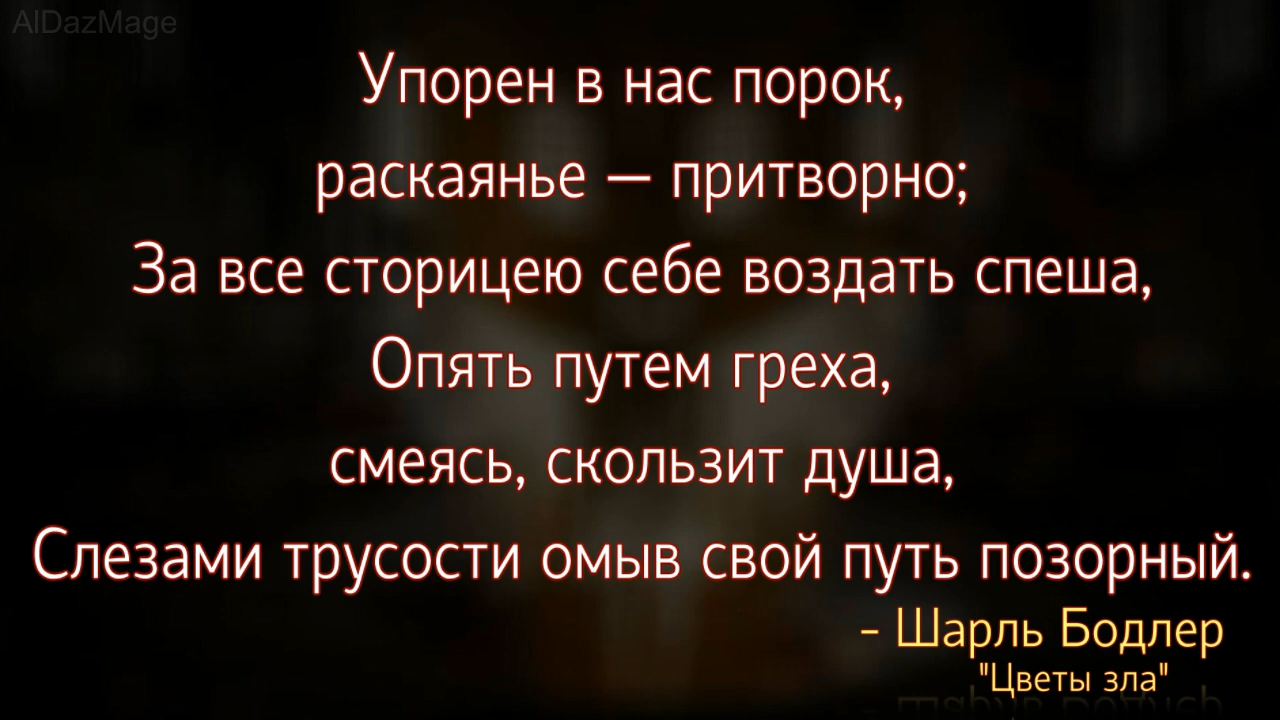 AlDazMage
Упорен в нас порок,
раскаянье — притворно;
За все сторицею себе воздать спеша,
Опять путем греха,
смеясь, скользит душа,
Слезами трусости омыв свой путь позорный.
- Шарль Бодлер
"Цветы зла"